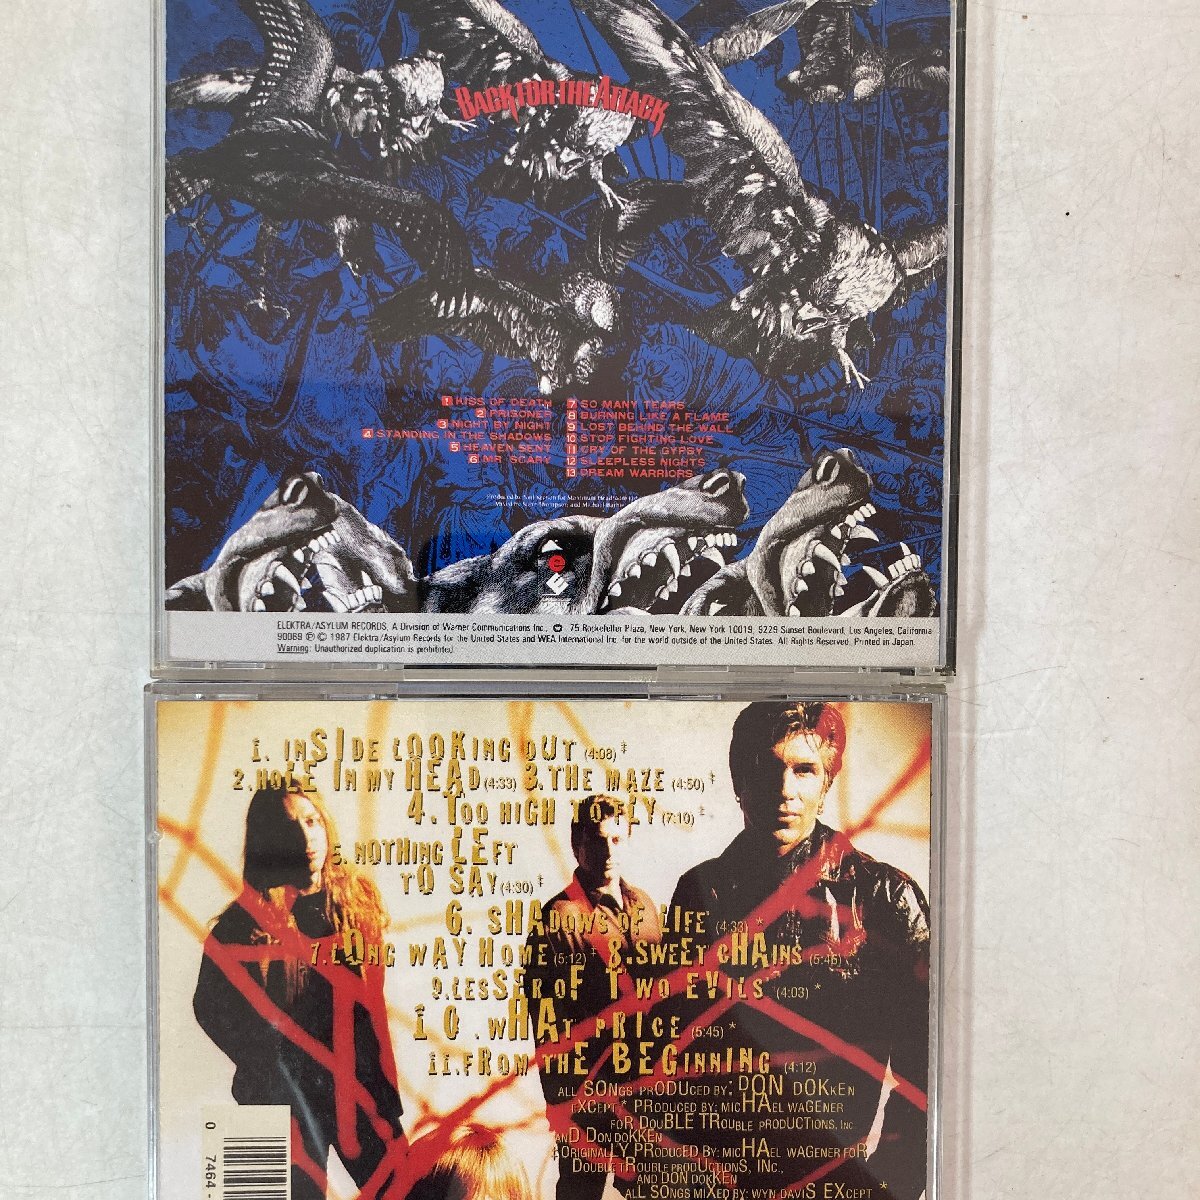 BACK FOR THE ATTACK
1 KISS OF DEATH
2 PRISONER
3 NIGHT BY NIGHT
4 STANDING IN THE SHADOWS
5 HEAVEN SENT
6 MR SCARY
7 SO MANY TEARS
8 BURNING LIKE A FLAME
9 LOST BEHIND THE WALL
10 STOP FIGHTING LOVE
11 CRY OF THE GYPSY
12 SLEEPLESS NIGHTS
13 DREAM WARRIORS
ELEKTRA/ASYLUM RECORDS, A Division of Warner Communications Inc., 75 Rockefeller Plaza, New York, New York 10019, 9229 Sunset Boulevard, Los Angeles, California
90069 ℗ © 1987 Elektra/Asylum Records for the United States and WEA International Inc. for the world outside of the United States. All Rights Reserved. Printed in Japan.
Warning: Unauthorized duplication is prohibited.
1. INSIDE LOOKING OUT (4:08) ‡
2. HOLE IN MY HEAD (4:33) 3. THE MAZE (4:50) ‡
4. TOO HIGH TO FLY (7:10) ‡
5. NOTHING LEFT
TO SAY (4:30) ‡
6. SHADOWS OF LIFE (4:33) *
7. LONG WAY HOME (5:12) * 8. SWEET CHAINS (5:45) *
9. LESSER OF TWO EVILS (4:03) *
10. WHAT PRICE (5:45) *
11. FROM THE BEGINNING (4:12)
ALL SONGS PRODUCED BY: DON DOKKEN
EXCEPT * PRODUCED BY: MICHAEL WAGENER
FOR DOUBLE TROUBLE PRODUCTIONS, INC
AND DON DOKKEN
‡ ORIGINALLY PRODUCED BY: MICHAEL WAGENER FOR
DOUBLE TROUBLE PRODUCTIONS, INC.,
AND DON DOKKEN
ALL SONGS MIXED BY: WYN DAVIS EXCEPT *
0 7464 -